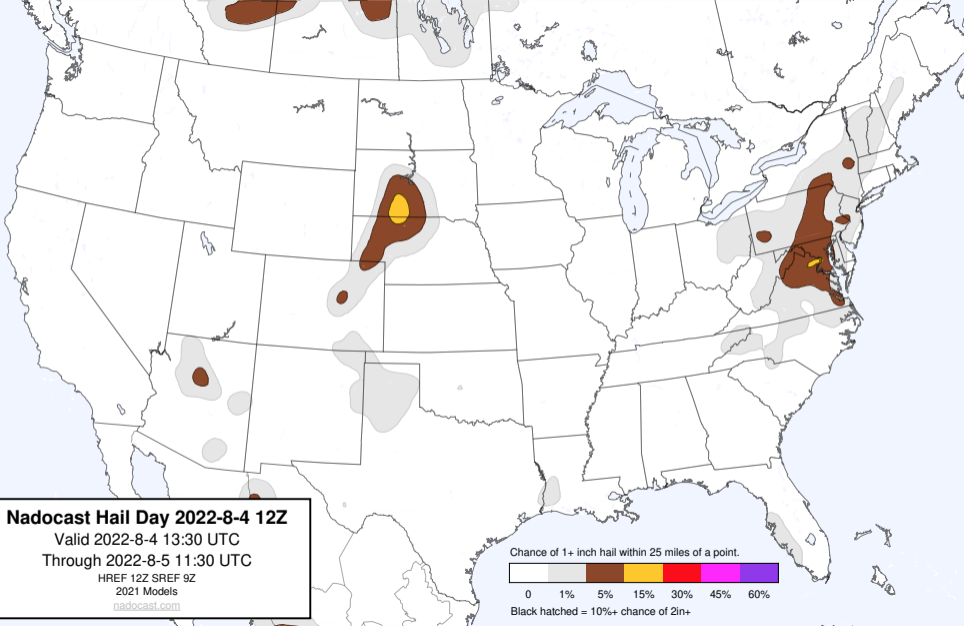 Nadocast Hail Day 2022-8-4 12Z
Valid 2022-8-4 13:30 UTC
Through 2022-8-5 11:30 UTC
HREF 12Z SREF 9Z
2021 Models
nadocast.com
Chance of 1+ inch hail within 25 miles of a point.
0 1% 5% 15% 30% 45% 60%
Black hatched = 10%+ chance of 2in+